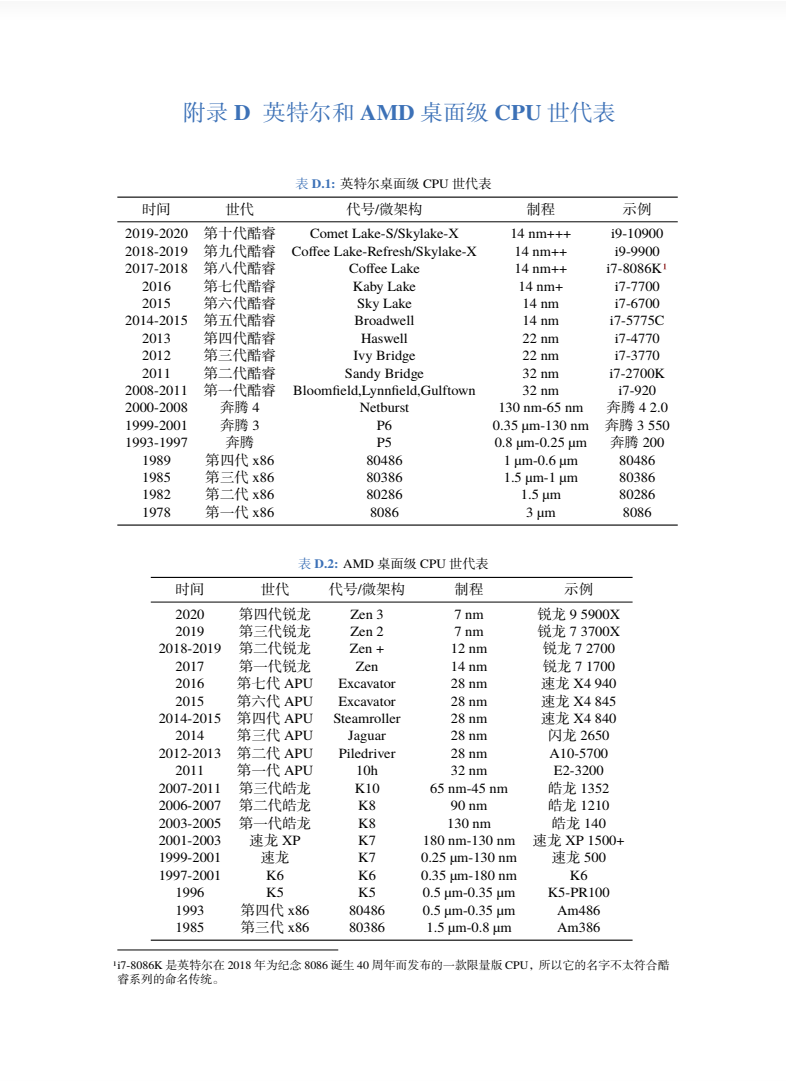 附录 D 英特尔和 AMD 桌面级 CPU 世代表
表 D.1: 英特尔桌面级 CPU 世代表
时间 世代 代号/微架构 制程 示例
2019-2020 第十代酷睿 Comet Lake-S/Skylake-X 14 nm+++ i9-10900
2018-2019 第九代酷睿 Coffee Lake-Refresh/Skylake-X 14 nm++ i9-9900
2017-2018 第八代酷睿 Coffee Lake 14 nm++ i7-8086K¹
2016 第七代酷睿 Kaby Lake 14 nm+ i7-7700
2015 第六代酷睿 Sky Lake 14 nm i7-6700
2014-2015 第五代酷睿 Broadwell 14 nm i7-5775C
2013 第四代酷睿 Haswell 22 nm i7-4770
2012 第三代酷睿 Ivy Bridge 22 nm i7-3770
2011 第二代酷睿 Sandy Bridge 32 nm i7-2700K
2008-2011 第一代酷睿 Bloomfield,Lynnfield,Gulftown 32 nm i7-920
2000-2008 奔腾 4 Netburst 130 nm-65 nm 奔腾 4 2.0
1999-2001 奔腾 3 P6 0.35 µm-130 nm 奔腾 3 550
1993-1997 奔腾 P5 0.8 µm-0.25 µm 奔腾 200
1989 第四代 x86 80486 1 µm-0.6 µm 80486
1985 第三代 x86 80386 1.5 µm-1 µm 80386
1982 第二代 x86 80286 1.5 µm 80286
1978 第一代 x86 8086 3 µm 8086
表 D.2: AMD 桌面级 CPU 世代表
时间 世代 代号/微架构 制程 示例
2020 第四代锐龙 Zen 3 7 nm 锐龙 9 5900X
2019 第三代锐龙 Zen 2 7 nm 锐龙 7 3700X
2018-2019 第二代锐龙 Zen + 12 nm 锐龙 7 2700
2017 第一代锐龙 Zen 14 nm 锐龙 7 1700
2016 第七代 APU Excavator 28 nm 速龙 X4 940
2015 第六代 APU Excavator 28 nm 速龙 X4 845
2014-2015 第四代 APU Steamroller 28 nm 速龙 X4 840
2014 第三代 APU Jaguar 28 nm 闪龙 2650
2012-2013 第二代 APU Piledriver 28 nm A10-5700
2011 第一代 APU 10h 32 nm E2-3200
2007-2011 第三代皓龙 K10 65 nm-45 nm 皓龙 1352
2006-2007 第二代皓龙 K8 90 nm 皓龙 1210
2003-2005 第一代皓龙 K8 130 nm 皓龙 140
2001-2003 速龙 XP K7 180 nm-130 nm 速龙 XP 1500+
1999-2001 速龙 K7 0.25 µm-130 nm 速龙 500
1997-2001 K6 K6 0.35 µm-180 nm K6
1996 K5 K5 0.5 µm-0.35 µm K5-PR100
1993 第四代 x86 80486 0.5 µm-0.35 µm Am486
1985 第三代 x86 80386 1.5 µm-0.8 µm Am386
¹i7-8086K 是英特尔在 2018 年为纪念 8086 诞生 40 周年而发布的一款限量版 CPU，所以它的名字不太符合酷
睿系列的命名传统。